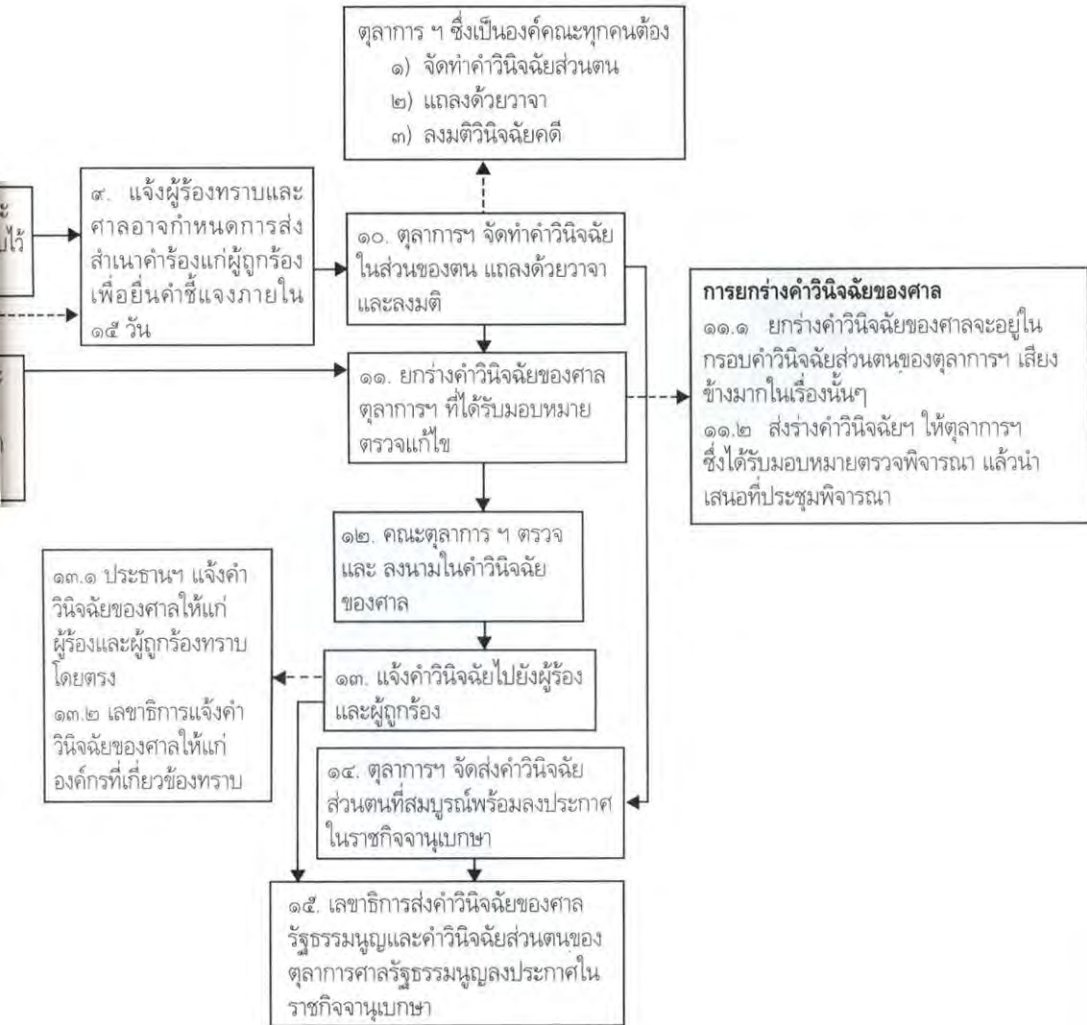 ตุลาการ ฯ ซึ่งเป็นองค์คณะทุกคนต้อง
๑) จัดทำคำวินิจฉัยส่วนตน
๒) แถลงด้วยวาจา
๓) ลงมติวินิจฉัยคดี
๙. แจ้งผู้ร้องทราบและ
ศาลอาจกำหนดการส่ง
สำเนาคำร้องแก่ผู้ถูกร้อง
เพื่อยื่นคำชี้แจงภายใน
๑๕ วัน
๑๐. ตุลาการฯ จัดทำคำวินิจฉัย
ในส่วนของตน แถลงด้วยวาจา
และลงมติ
การยกร่างคำวินิจฉัยของศาล
๑๑.๑ ยกร่างคำวินิจฉัยของศาลจะอยู่ใน
กรอบคำวินิจฉัยส่วนตนของตุลาการฯ เสียง
ข้างมากในเรื่องนั้นๆ
๑๑.๒ ส่งร่างคำวินิจฉัยฯ ให้ตุลาการฯ
ซึ่งได้รับมอบหมายตรวจพิจารณา แล้วนำ
เสนอที่ประชุมพิจารณา
๑๑. ยกร่างคำวินิจฉัยของศาล
ตุลาการฯ ที่ได้รับมอบหมาย
ตรวจแก้ไข
๑๒. คณะตุลาการ ฯ ตรวจ
และ ลงนามในคำวินิจฉัย
ของศาล
๑๓.๑ ประธานฯ แจ้งคำ
วินิจฉัยของศาลให้แก่
ผู้ร้องและผู้ถูกร้องทราบ
โดยตรง
๑๓.๒ เลขาธิการแจ้งคำ
วินิจฉัยของศาลให้แก่
องค์กรที่เกี่ยวข้องทราบ
๑๓. แจ้งคำวินิจฉัยไปยังผู้ร้อง
และผู้ถูกร้อง
๑๔. ตุลาการฯ จัดส่งคำวินิจฉัย
ส่วนตนที่สมบูรณ์พร้อมลงประกาศ
ในราชกิจจานุเบกษา
๑๕. เลขาธิการส่งคำวินิจฉัยของศาล
รัฐธรรมนูญและคำวินิจฉัยส่วนตนของ
ตุลาการศาลรัฐธรรมนูญลงประกาศใน
ราชกิจจานุเบกษา